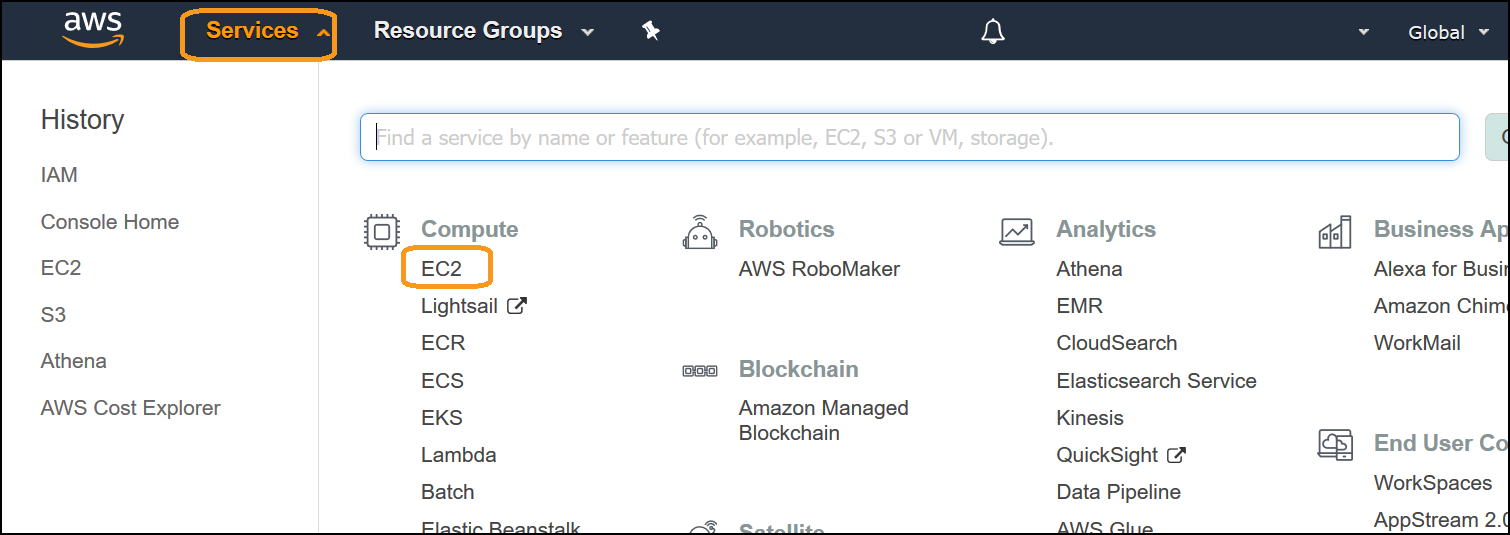 aws
Services
Resource Groups
Global
History
IAM
Console Home
EC2
S3
Athena
AWS Cost Explorer
Find a service by name or feature (for example, EC2, S3 or VM, storage).
Compute
EC2
Lightsail
ECR
ECS
EKS
Lambda
Batch
Elastic Beanstalk
Robotics
AWS RoboMaker
Blockchain
Amazon Managed
Blockchain
Satellite
Analytics
Athena
EMR
CloudSearch
Elasticsearch Service
Kinesis
QuickSight
Data Pipeline
AWS Glue
Business Ap
Alexa for Busi
Amazon Chim
WorkMail
End User Co
WorkSpaces
AppStream 2.0